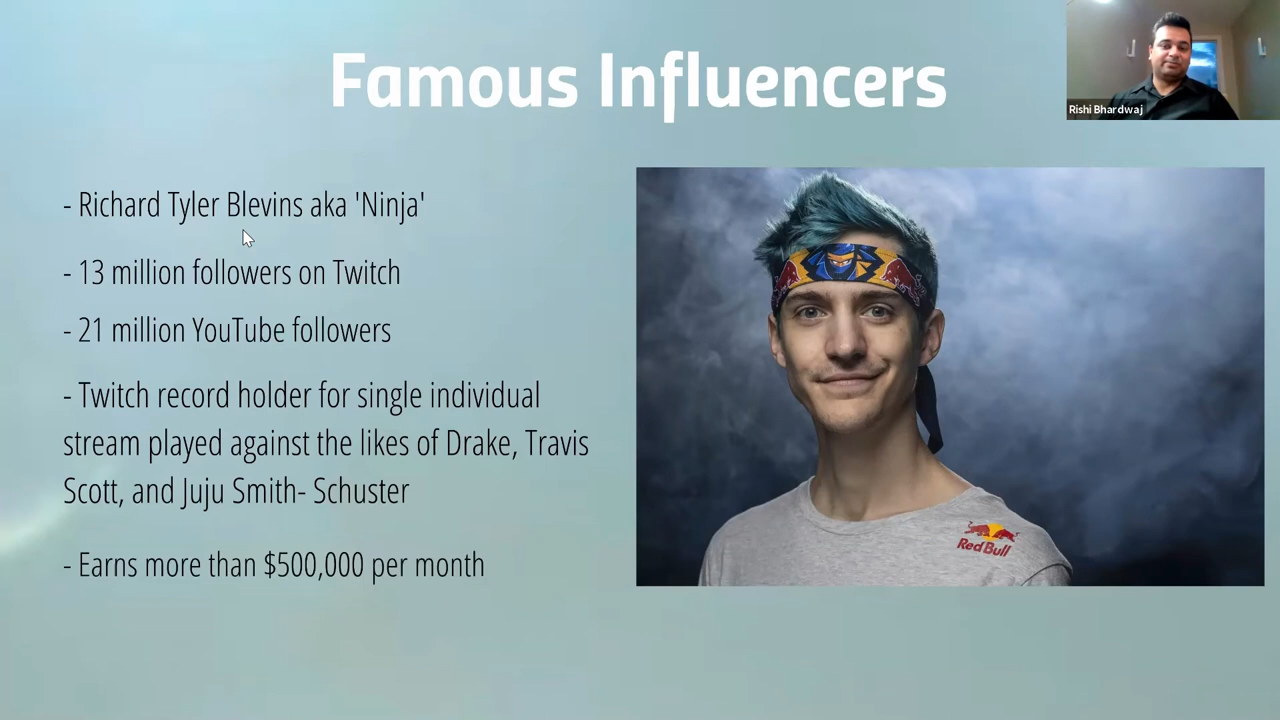 Famous Influencers
Rishi Bhardwaj
- Richard Tyler Blevins aka 'Ninja'
- 13 million followers on Twitch
- 21 million YouTube followers
- Twitch record holder for single individual
stream played against the likes of Drake, Travis
Scott, and Juju Smith- Schuster
- Earns more than $500,000 per month
Red Bull